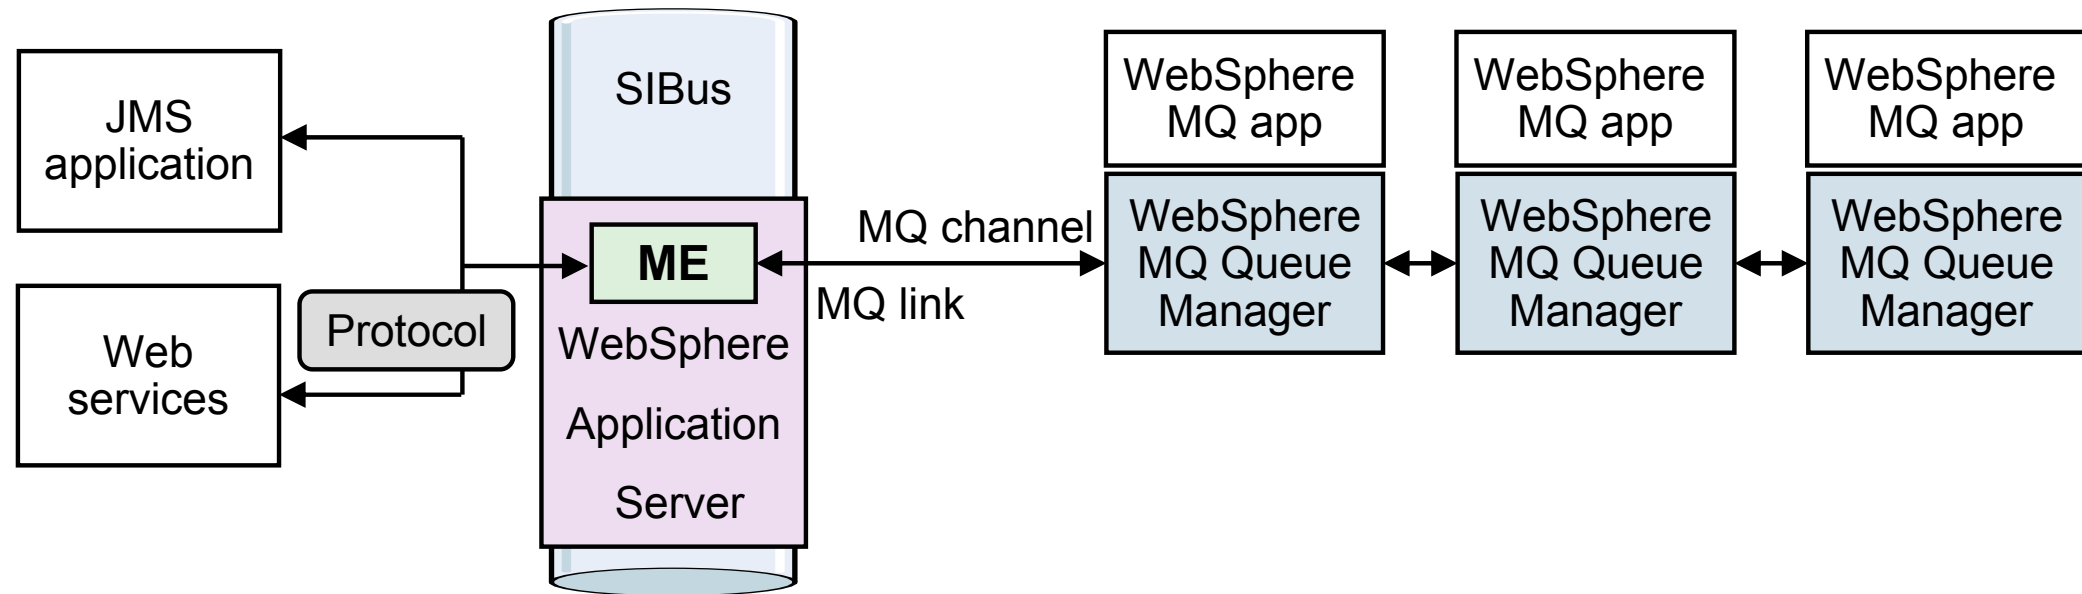 JMS
application
Web
services
Protocol
SIBus
ME
WebSphere
Application
Server
MQ channel
MQ link
WebSphere
MQ app
WebSphere
MQ Queue
Manager
WebSphere
MQ app
WebSphere
MQ Queue
Manager
WebSphere
MQ app
WebSphere
MQ Queue
Manager